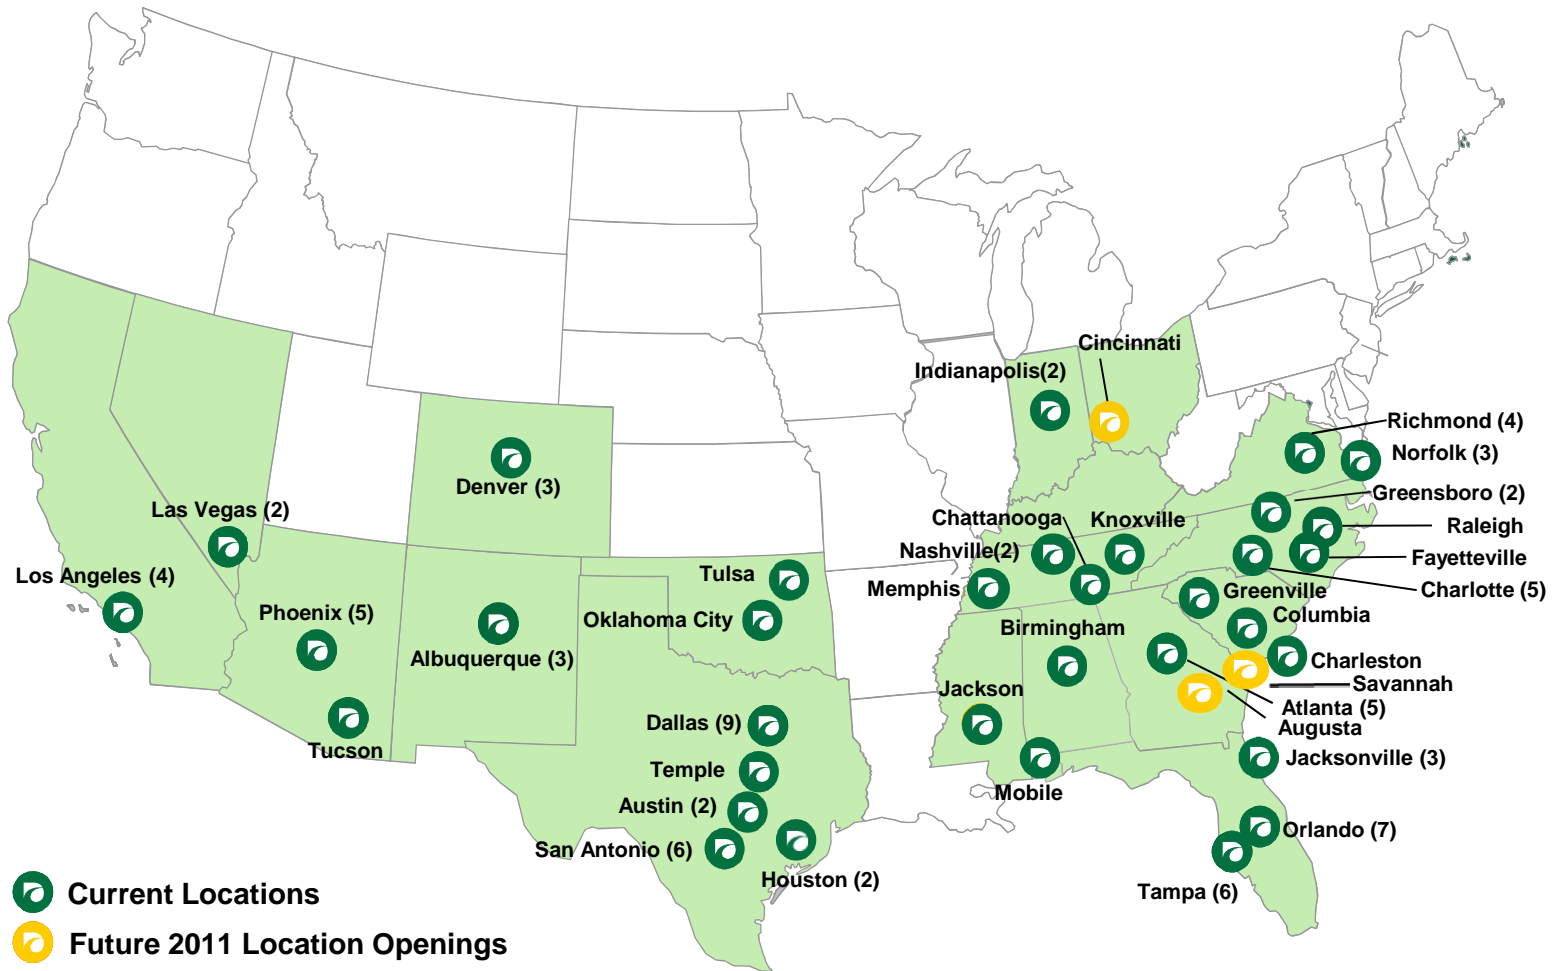 Cincinnati
Indianapolis(2)
Richmond (4)
Norfolk (3)
Denver (3)
Greensboro (2)
Las Vegas (2)
Chattanooga
Knoxville
Raleigh
Nashville(2)
Fayetteville
Los Angeles (4)
Tulsa
Memphis
Charlotte (5)
Greenville
Phoenix (5)
Oklahoma City
Columbia
Birmingham
Albuquerque (3)
Charleston
Savannah
Jackson
Atlanta (5)
Augusta
Dallas (9)
Tucson
Jacksonville (3)
Temple
Mobile
Austin (2)
Orlando (7)
San Antonio (6)
Houston (2)
Tampa (6)
Current Locations
Future 2011 Location Openings